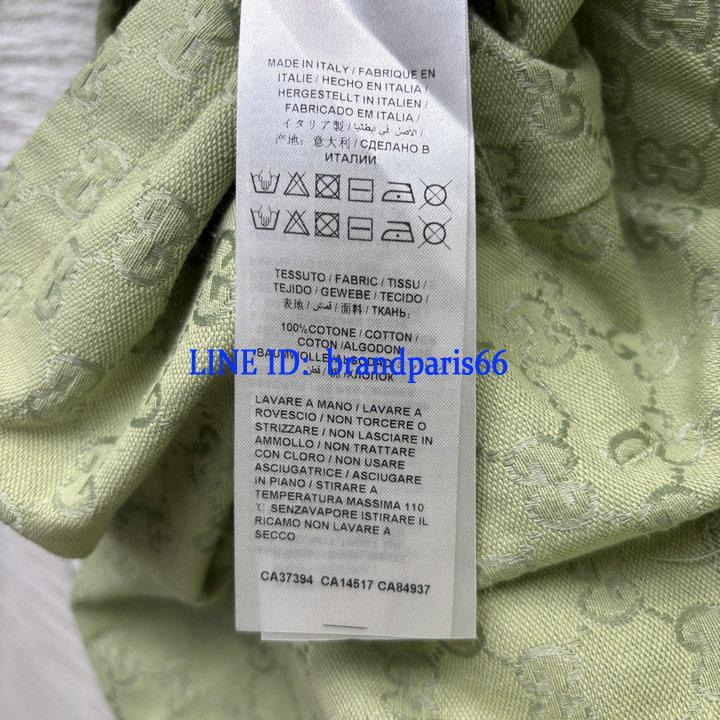 MADE IN ITALY / FABRIQUE EN
ITALIE / HECHO EN ITALIA /
HERGESTELLT IN ITALIEN /
FABRICADO EM ITALIA /
イタリア製 / الأصل في إيطاليا /
产地: 意大利 / СДЕЛАНО В
ИТАЛИИ
TESSUTO / FABRIC / TISSU /
TEJIDO / GEWEBE / TECIDO /
表地 / قماش / 面料 / ТКАНЬ:
100%COTONE / COTTON /
COTON /ALGODON /
BAUMWOLLE/ALGODAO
LINE ID: brandparis66
/ قطن / 棉 /ХЛОПОК
LAVARE A MANO / LAVARE A
ROVESCIO / NON TORCERE O
STRIZZARE / NON LASCIARE IN
AMMOLLO / NON TRATTARE
CON CLORO / NON USARE
ASCIUGATRICE / ASCIUGARE
IN PIANO / STIRARE A
TEMPERATURA MASSIMA 110
℃ SENZAVAPORE ISTIRARE IL
RICAMO NON LAVARE A
SECCO
CA37394 CA14517 CA84937